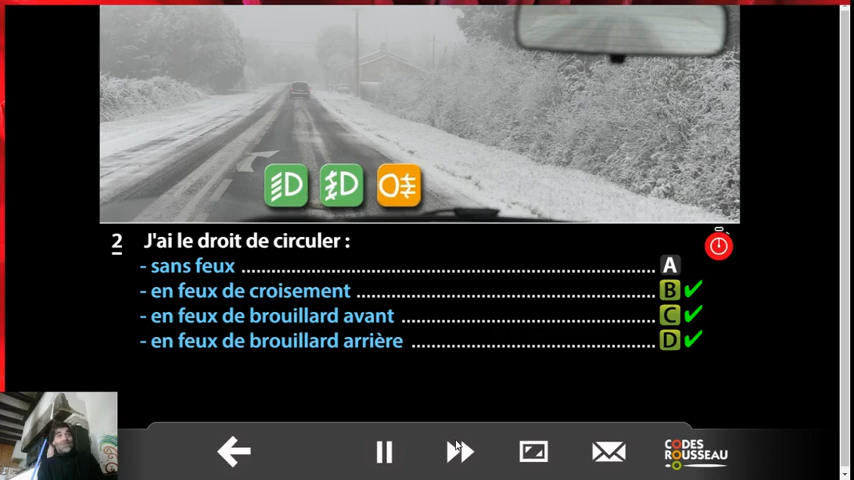 2 J'ai le droit de circuler :
- sans feux ........................................ A
- en feux de croisement ........................................ B ✔
- en feux de brouillard avant ........................................ C ✔
- en feux de brouillard arrière ........................................ D ✔
CODES
ROUSSEAU